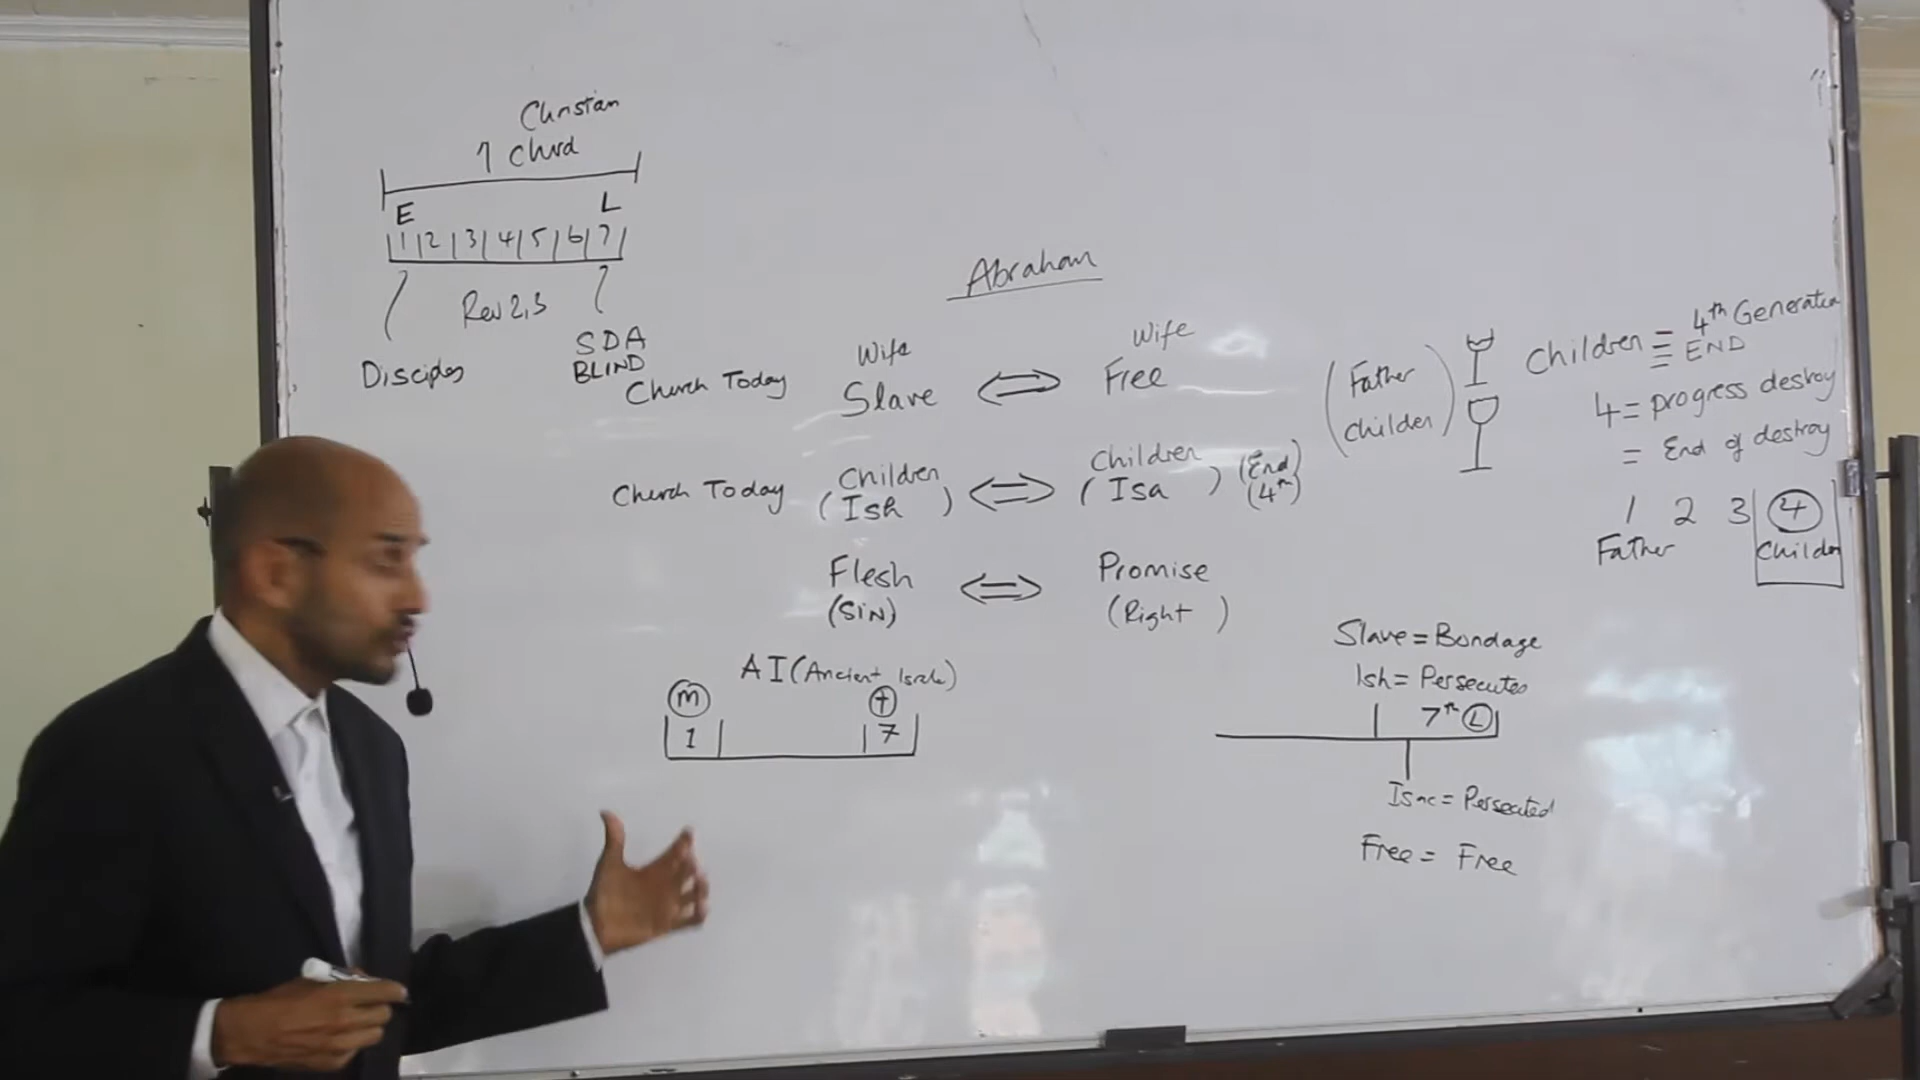 Christian
7 Church
E L
1 2 3 4 5 6 7
Rev 2,3
Disciples
SDA
BLIND
Abraham
Wife Wife
Church Today Slave ⇔ Free
Children Children
Church Today (Ish) ⇔ (Isa) (End)
(4th)
Flesh ⇔ Promise
(SIN) (Right)
AI (Ancient Israel)
m †
1 7
(Father
Children)
Children = 4th Generation
= END
4 = progress destroy
= End of destroy
1 2 3 4
Father Children
Slave = Bondage
Ish = Persecutes
7th L
Isac = Persecuted
Free = Free